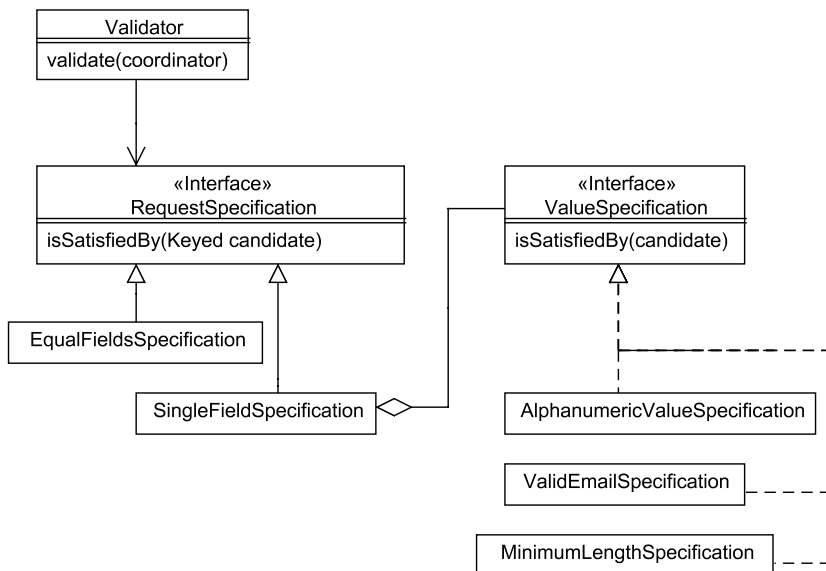 Validator
validate(coordinator)
«Interface»
RequestSpecification
isSatisfiedBy(Keyed candidate)
«Interface»
ValueSpecification
isSatisfiedBy(candidate)
EqualFieldsSpecification
SingleFieldSpecification
AlphanumericValueSpecification
ValidEmailSpecification
MinimumLengthSpecification